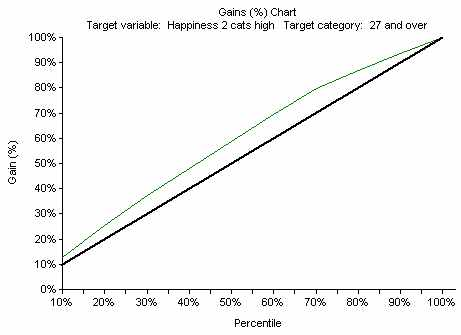 Gains (%) Chart
Target variable: Happiness 2 cats high Target category: 27 and over
100%
90%
80%
70%
60%
50%
40%
30%
20%
10%
0%
Gain (%)
10% 20% 30% 40% 50% 60% 70% 80% 90% 100%
Percentile